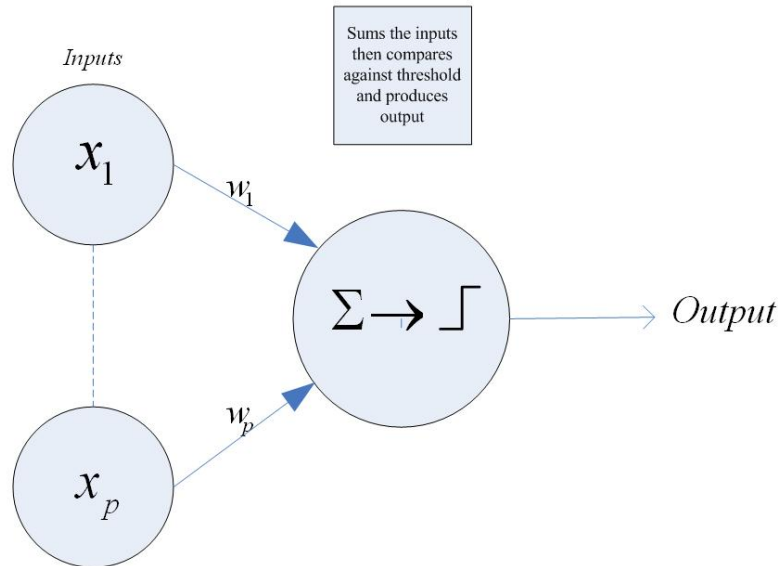 Sums the inputs
then compares
against threshold
and produces
output
Inputs
x₁
w₁
Σ→
Output
wₚ
xₚ